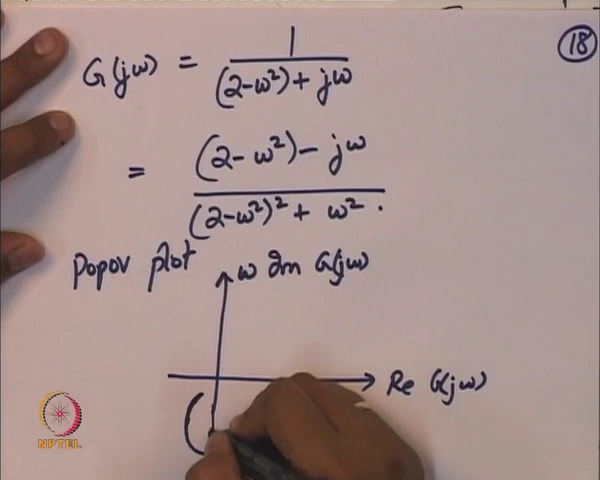 18
G(jω) = 1 / ((2-ω²) + jω)
= ((2-ω²) - jω) / ((2-ω²)² + ω²) .
Popov plot
ω Im G(jω)
Re G(jω)
NPTEL